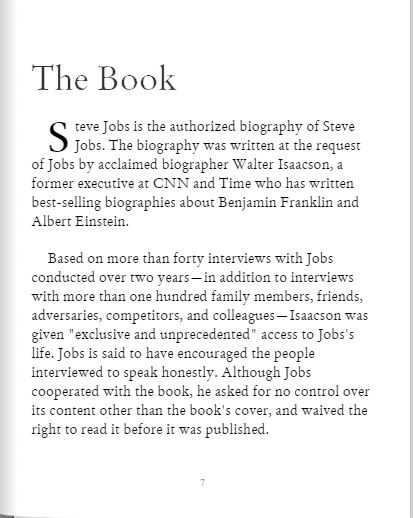 The Book
Steve Jobs is the authorized biography of Steve
Jobs. The biography was written at the request
of Jobs by acclaimed biographer Walter Isaacson, a
former executive at CNN and Time who has written
best-selling biographies about Benjamin Franklin and
Albert Einstein.
Based on more than forty interviews with Jobs
conducted over two years—in addition to interviews
with more than one hundred family members, friends,
adversaries, competitors, and colleagues—Isaacson was
given "exclusive and unprecedented" access to Jobs's
life. Jobs is said to have encouraged the people
interviewed to speak honestly. Although Jobs
cooperated with the book, he asked for no control over
its content other than the book's cover, and waived the
right to read it before it was published.
7